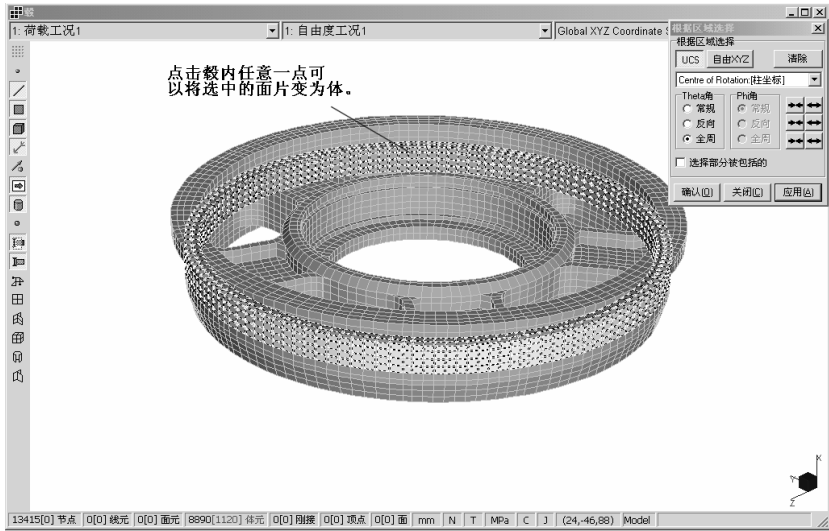 毂
1: 荷载工况1
1: 自由度工况1
Global XYZ Coordinate S
根据区域选择
根据区域选择
UCS
自由XYZ
清除
Centre of Rotation:[柱坐标]
Theta角
Phi角
常规
常规
反向
反向
全周
全周
选择部分被包括的
确认(O)
关闭(C)
应用(A)
点击毂内任意一点可
以将选中的面片变为体。
X
Y
Z
13415[0] 节点
0[0] 线元
0[0] 面元
8890[1120] 体元
0[0] 刚接
0[0] 顶点
0[0] 面
mm
N
T
MPa
C
J
(24,-46,88)
Model